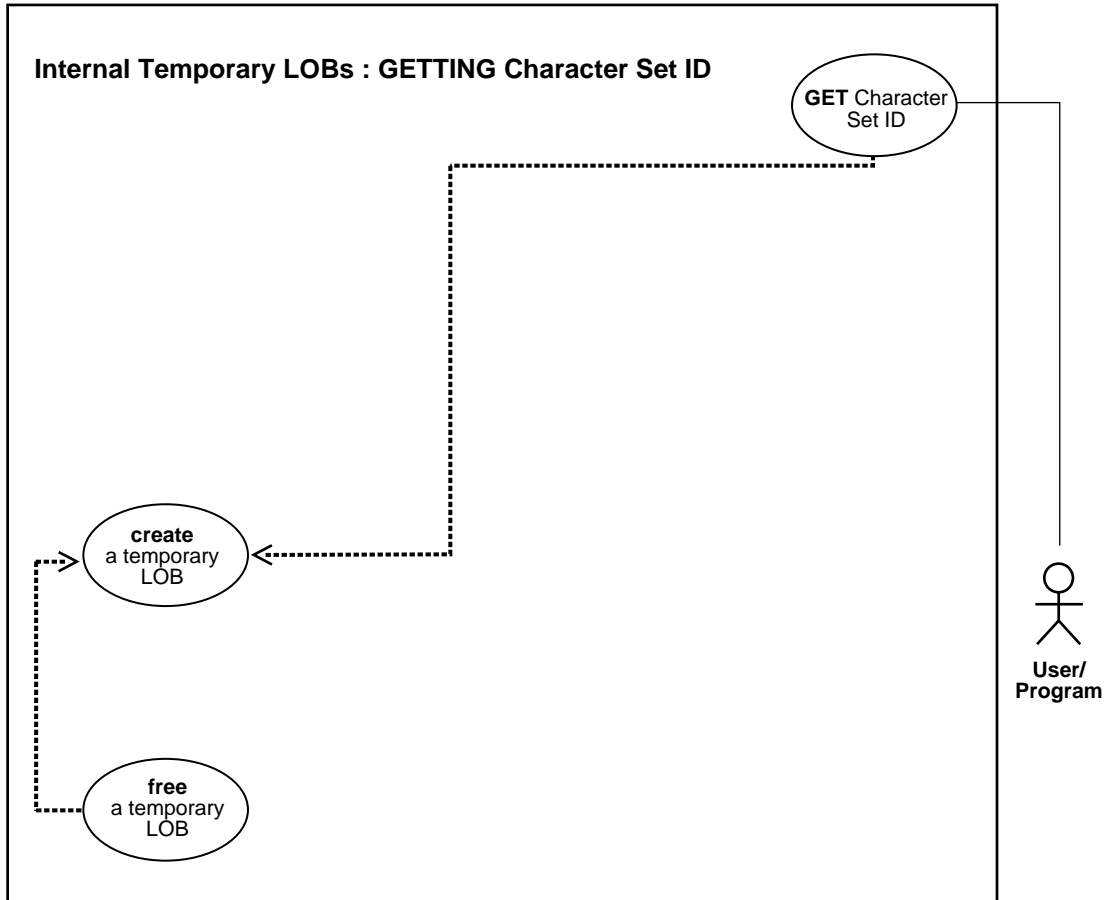 Internal Temporary LOBs : GETTING Character Set ID
GET Character
Set ID
create
a temporary
LOB
User/
Program
free
a temporary
LOB